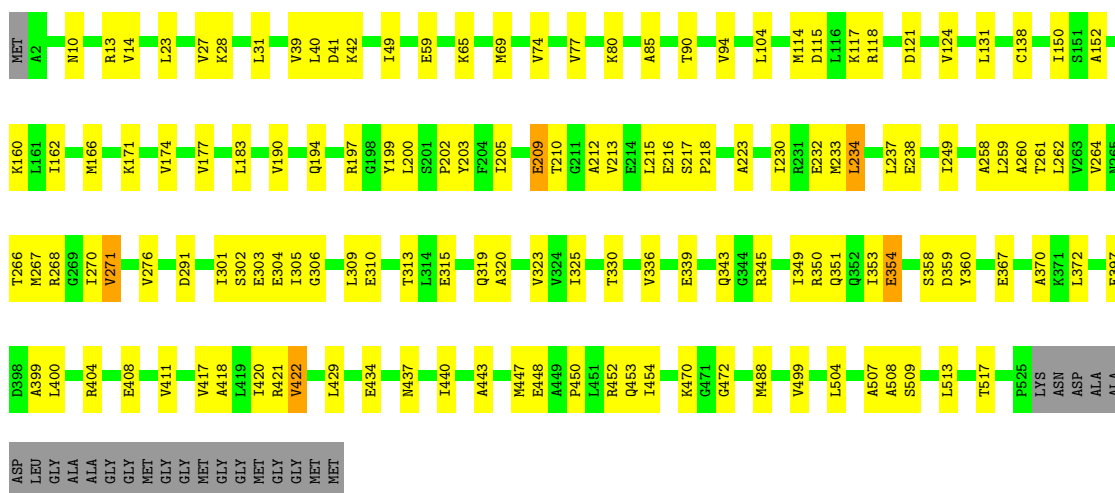 MET A2 N10 R13 V14 L23 V27 K28 L31 V39 L40 D41 K42 I49 E59 K65 M69 V74 V77 K80 A85 T90 V94 L104 M114 D115 L116 K117 R118 D121 V124 L131 C138 I150 S151 A152
K160 L161 I162 M166 K171 V174 V177 L183 V190 Q194 R197 G198 Y199 L200 S201 P202 Y203 F204 I205 E209 T210 G211 A212 V213 E214 L215 E216 S217 P218 A223 I230 R231 E232 M233 L234 L237 E238 I249 A258 L259 A260 T261 L262 V263 V264 N265
T266 M267 R268 G269 I270 V271 V276 D291 I301 S302 E303 E304 I305 G306 L309 E310 T313 L314 E315 Q319 A320 V323 V324 I325 T330 V336 E339 Q343 G344 R345 I349 R350 Q351 Q352 I353 E354 S358 D359 Y360 E367 A370 K371 L372
D398 A399 L400 R404 E408 V411 V417 A418 L419 I420 R421 V422 L429 E434 N437 I440 A443 M447 E448 A449 P450 L451 R452 Q453 I454 K470 G471 G472 M488 V499 L504 A507 A508 S509 L513 T517 P525 LYS ASN ASP ALA
ASP LEU GLY ALA ALA GLY GLY MET GLY GLY MET GLY GLY MET GLY GLY MET MET